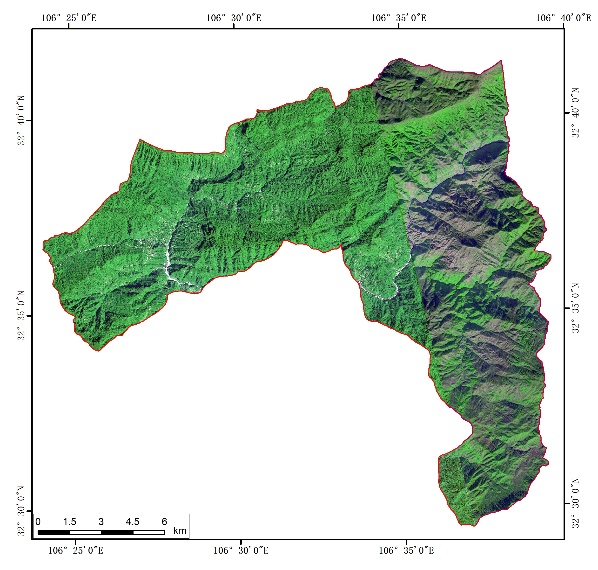 106° 25′0″E 106° 30′0″E 106° 35′0″E 106° 40′0″E
32° 40′0″N 32° 40′0″N
32° 35′0″N 32° 35′0″N
32° 30′0″N 32° 30′0″N
0 1.5 3 4.5 6
km
106° 25′0″E 106° 30′0″E 106° 35′0″E